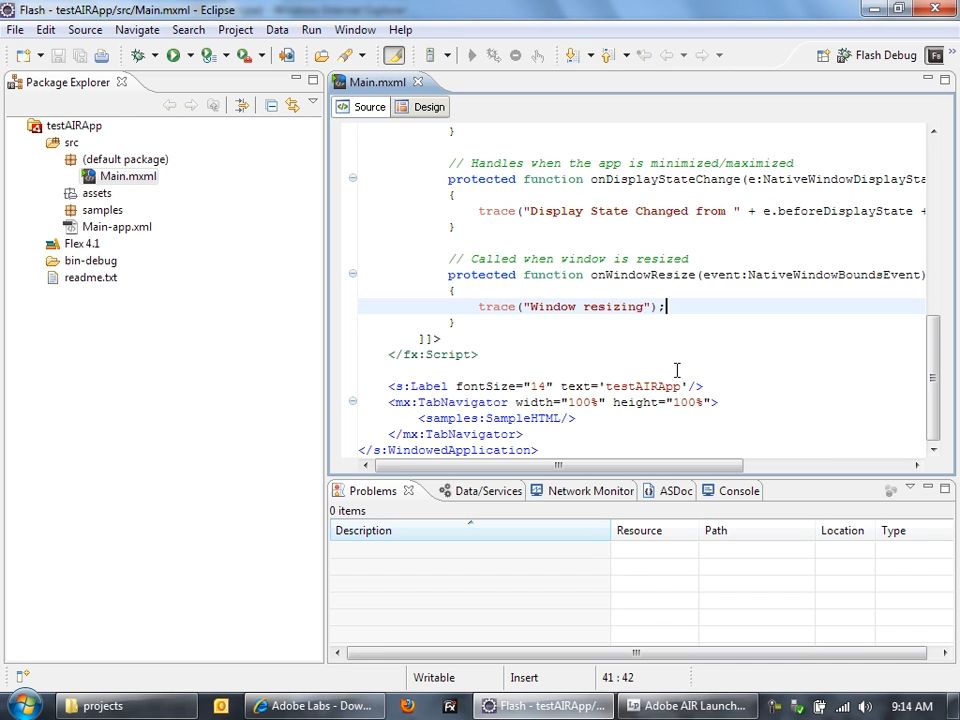 Flash - testAIRApp/src/Main.mxml - Eclipse
File Edit Source Navigate Search Project Data Run Window Help
Flash Debug
Package Explorer
Main.mxml
Source Design
testAIRApp
src
(default package)
Main.mxml
assets
samples
Main-app.xml
Flex 4.1
bin-debug
readme.txt
}
// Handles when the app is minimized/maximized
protected function onDisplayStateChange(e:NativeWindowDisplaySta
{
trace("Display State Changed from " + e.beforeDisplayState +
}
// Called when window is resized
protected function onWindowResize(event:NativeWindowBoundsEvent)
{
trace("Window resizing");
}
]]>
</fx:Script>
<s:Label fontSize="14" text='testAIRApp'/>
<mx:TabNavigator width="100%" height="100%">
<samples:SampleHTML/>
</mx:TabNavigator>
</s:WindowedApplication>
Problems Data/Services Network Monitor ASDoc Console
0 items
Description Resource Path Location Type
Writable Insert 41 : 42
projects Adobe Labs - Dow... Flash - testAIRApp/... Adobe AIR Launch... 9:14 AM